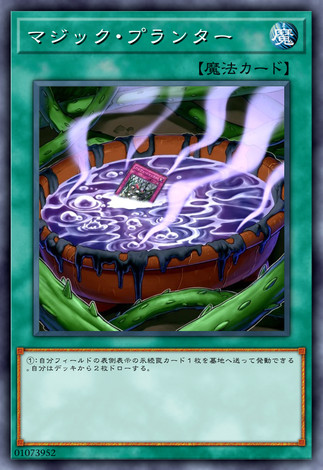 マジック・プランター
魔
【魔法カード】
①:自分フィールドの表側表示の永続罠カード１枚を墓地へ送って発動できる
。自分はデッキから２枚ドローする。
01073952